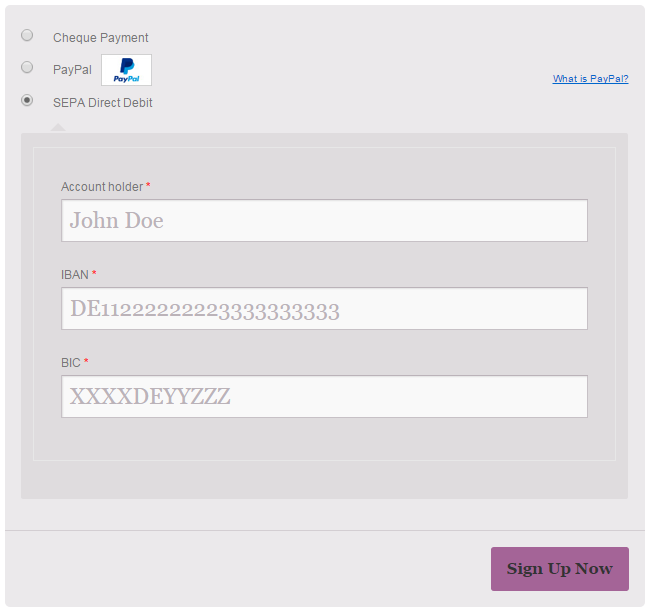 Cheque Payment
PayPal PayPal What is PayPal?
SEPA Direct Debit
Account holder *
John Doe
IBAN *
DE11222222223333333333
BIC *
XXXXDEYYZZZ
Sign Up Now